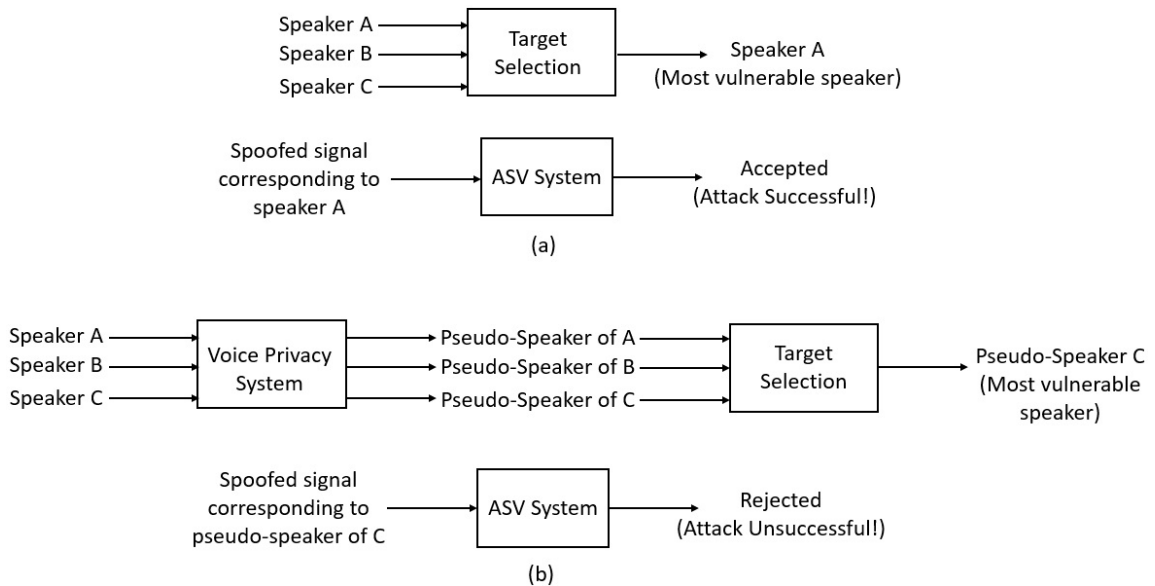 Speaker A
Speaker B
Speaker C
Target
Selection
Speaker A
(Most vulnerable speaker)
Spoofed signal
corresponding to
speaker A
ASV System
Accepted
(Attack Successful!)
(a)
Speaker A
Speaker B
Speaker C
Voice Privacy
System
Pseudo-Speaker of A
Pseudo-Speaker of B
Pseudo-Speaker of C
Target
Selection
Pseudo-Speaker C
(Most vulnerable
speaker)
Spoofed signal
corresponding to
pseudo-speaker of C
ASV System
Rejected
(Attack Unsuccessful!)
(b)